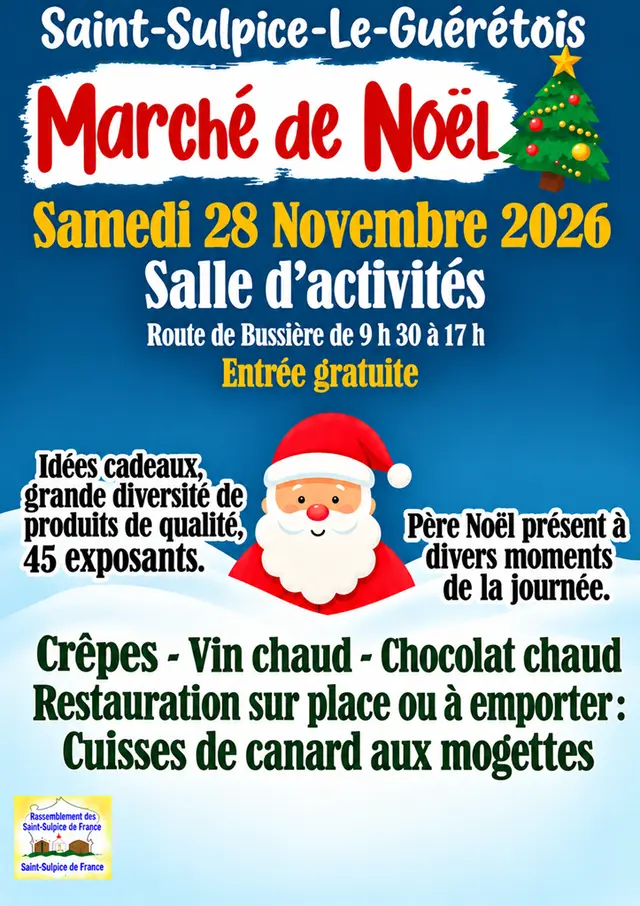 Saint-Sulpice-Le-Guérétois
Marché de Noël
Samedi 28 Novembre 2026
Salle d'activités
Route de Bussière de 9 h 30 à 17 h
Entrée gratuite
Idées cadeaux,
grande diversité de
produits de qualité,
45 exposants.
Père Noël présent à
divers moments
de la journée.
Crêpes - Vin chaud - Chocolat chaud
Restauration sur place ou à emporter :
Cuisses de canard aux mogettes
Rassemblement des
Saint-Sulpice de France
Saint-Sulpice de France